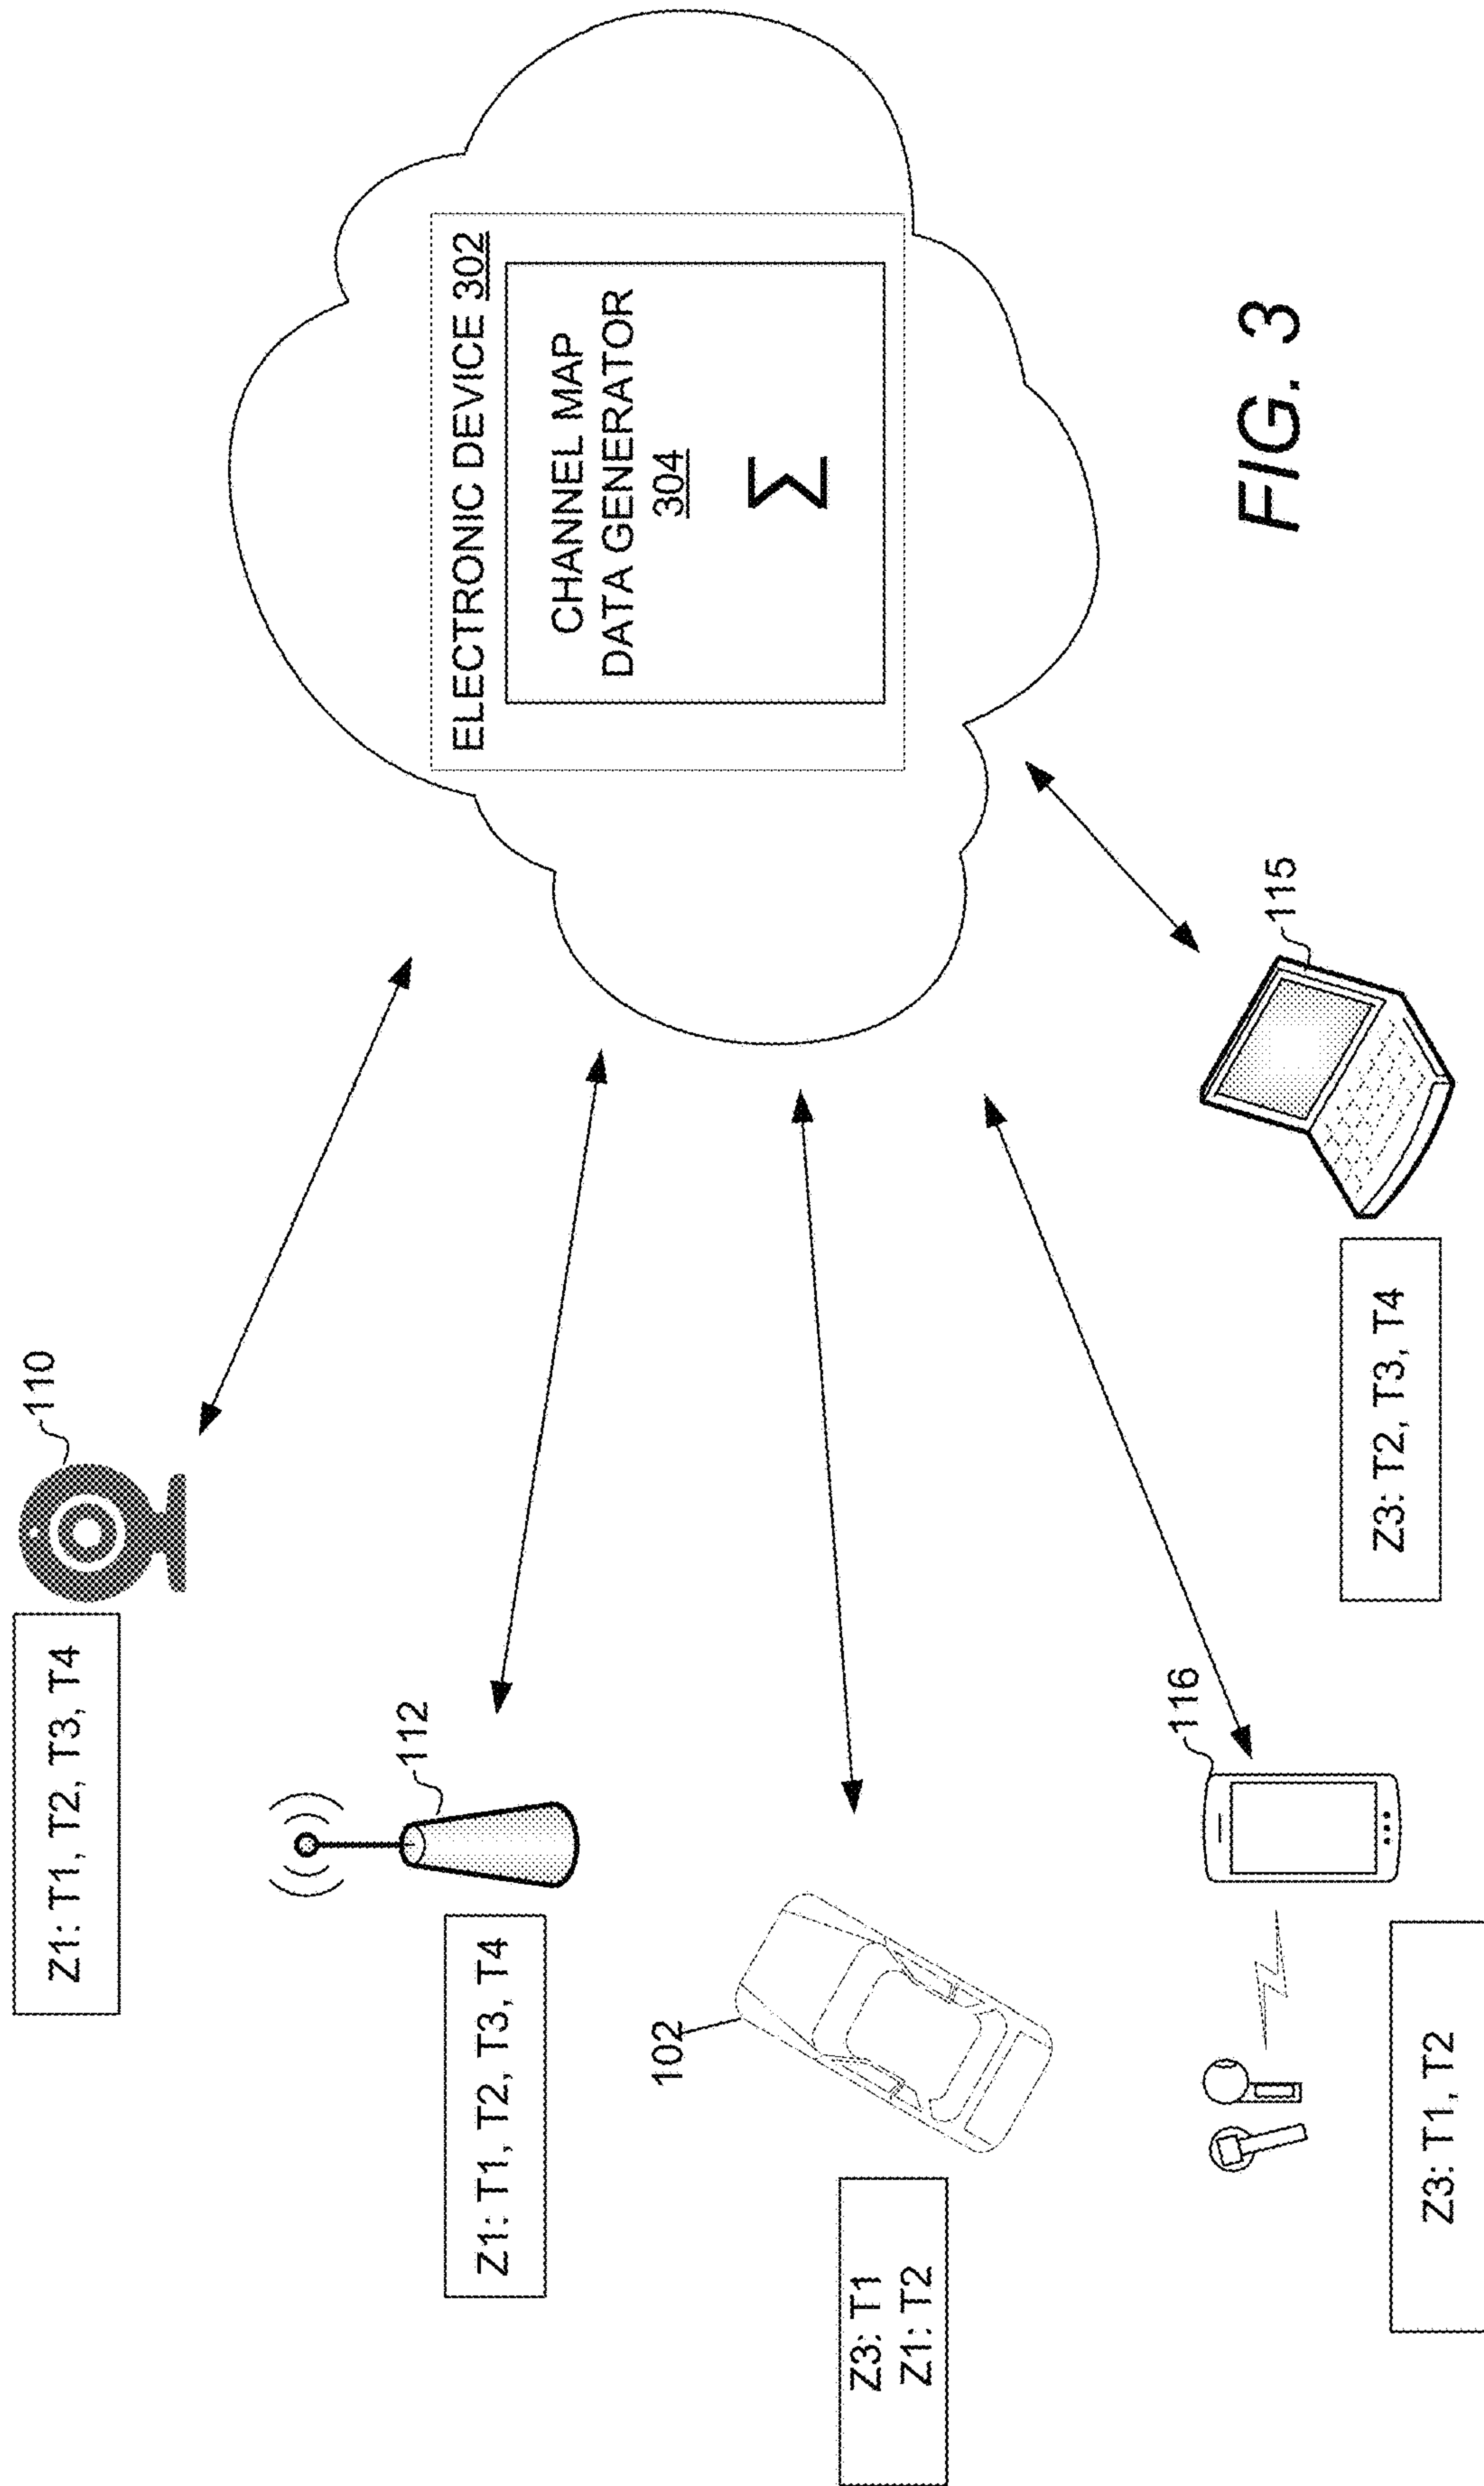 110
Z1: T1, T2, T3, T4
112
Z1: T1, T2, T3, T4
102
Z3: T1
Z1: T2
116
Z3: T1, T2
115
Z3: T2, T3, T4
ELECTRONIC DEVICE 302
CHANNEL MAP
DATA GENERATOR
304
Σ
FIG. 3